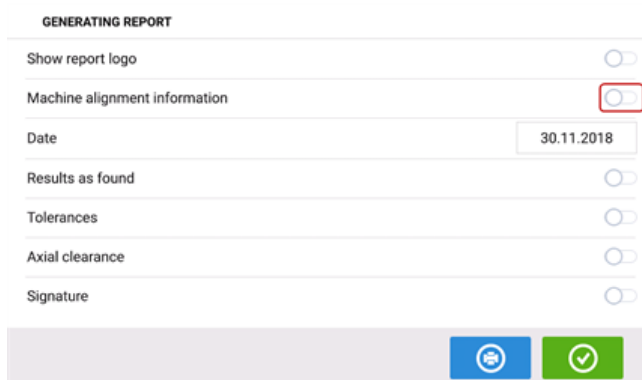 GENERATING REPORT
Show report logo
Machine alignment information
Date 30.11.2018
Results as found
Tolerances
Axial clearance
Signature